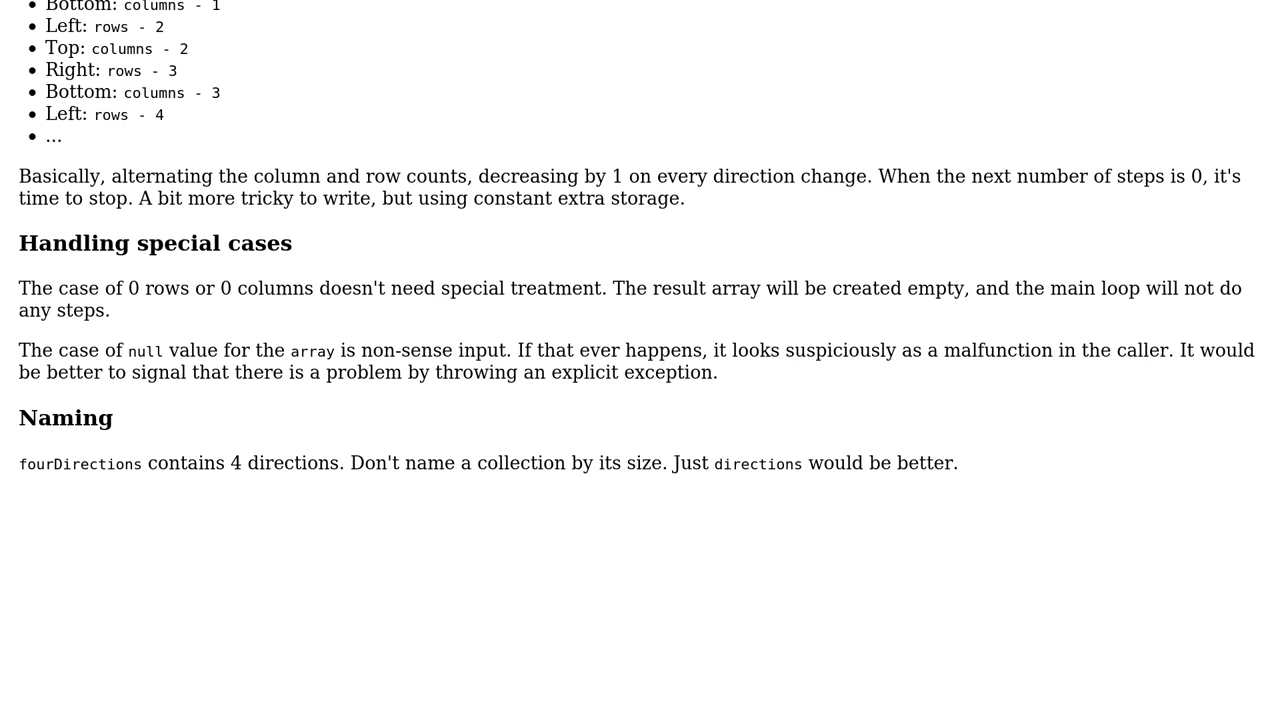 Bottom: columns - 1
Left: rows - 2
Top: columns - 2
Right: rows - 3
Bottom: columns - 3
Left: rows - 4
...
Basically, alternating the column and row counts, decreasing by 1 on every direction change. When the next number of steps is 0, it's
time to stop. A bit more tricky to write, but using constant extra storage.
Handling special cases
The case of 0 rows or 0 columns doesn't need special treatment. The result array will be created empty, and the main loop will not do
any steps.
The case of null value for the array is non-sense input. If that ever happens, it looks suspiciously as a malfunction in the caller. It would
be better to signal that there is a problem by throwing an explicit exception.
Naming
fourDirections contains 4 directions. Don't name a collection by its size. Just directions would be better.